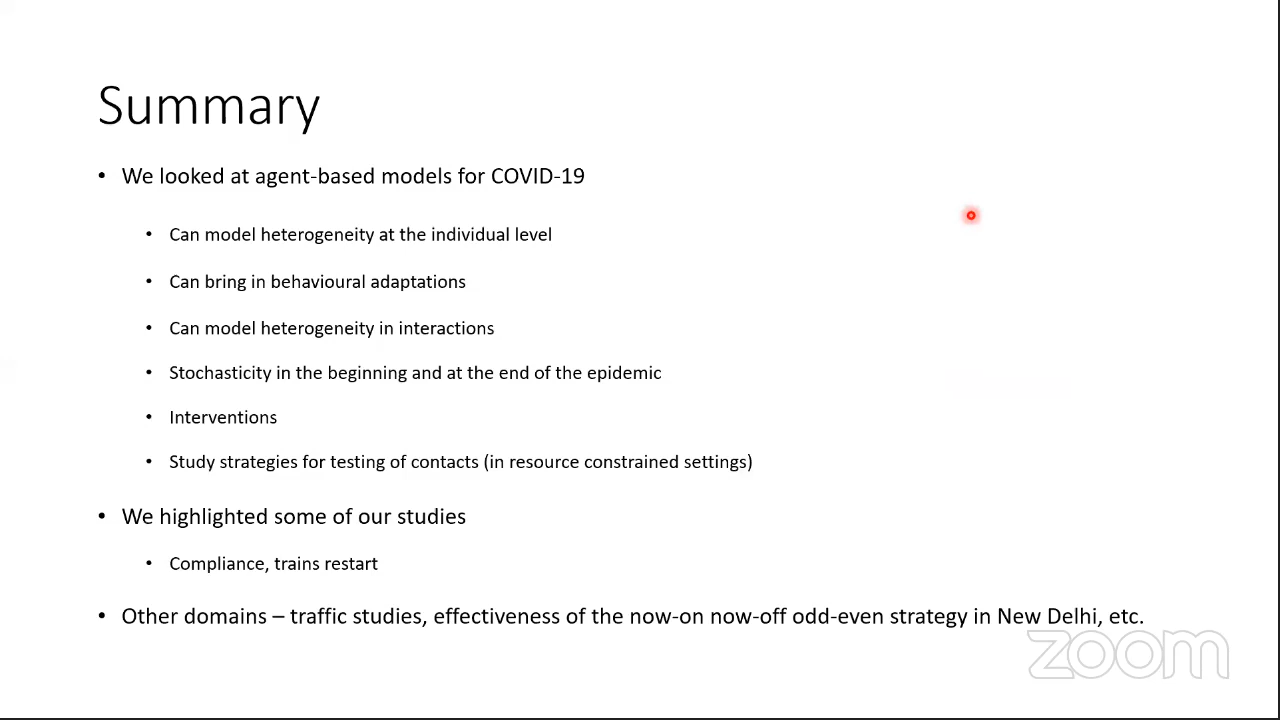 Summary
• We looked at agent-based models for COVID-19
• Can model heterogeneity at the individual level
• Can bring in behavioural adaptations
• Can model heterogeneity in interactions
• Stochasticity in the beginning and at the end of the epidemic
• Interventions
• Study strategies for testing of contacts (in resource constrained settings)
• We highlighted some of our studies
• Compliance, trains restart
• Other domains – traffic studies, effectiveness of the now-on now-off odd-even strategy in New Delhi, etc.
zoom